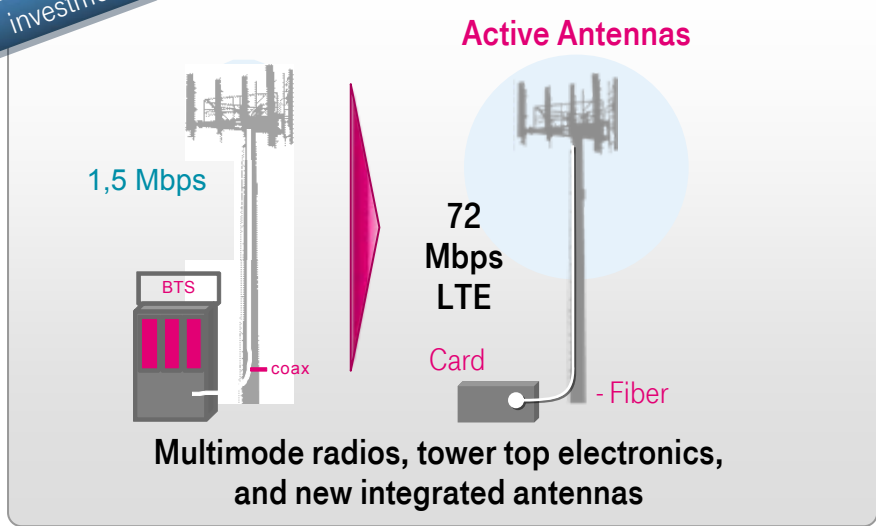 Active Antennas
1,5 Mbps
72
Mbps
LTE
BTS
coax
Card
- Fiber
Multimode radios, tower top electronics,
and new integrated antennas